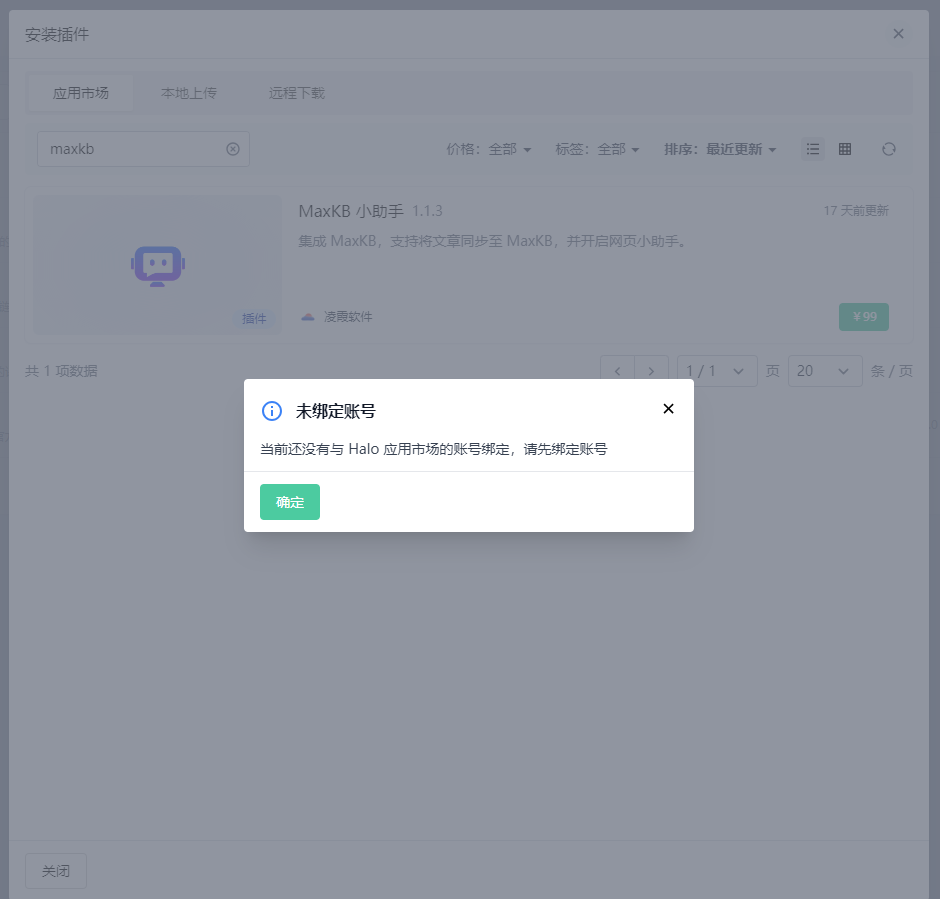 安装插件
应用市场 本地上传 远程下载
maxkb 价格：全部 标签：全部 排序：最近更新
MaxKB 小助手 1.1.3 17 天前更新
集成 MaxKB，支持将文章同步至 MaxKB，并开启网页小助手。
插件 凌霞软件 ￥99
共 1 项数据 1 / 1 页 20 条 / 页
未绑定账号
当前还没有与 Halo 应用市场的账号绑定，请先绑定账号
确定
关闭